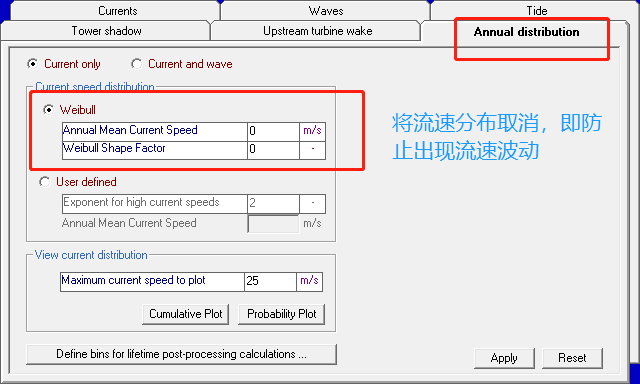 Currents Waves Tide
Tower shadow Upstream turbine wake Annual distribution
Current only Current and wave
Current speed distribution
Weibull
Annual Mean Current Speed 0 m/s
Weibull Shape Factor 0 -
将流速分布取消，即防
止出现流速波动
User defined
Exponent for high current speeds 2 -
Annual Mean Current Speed m/s
View current distribution
Maximum current speed to plot 25 m/s
Cumulative Plot Probability Plot
Define bins for lifetime post-processing calculations ... Apply Reset